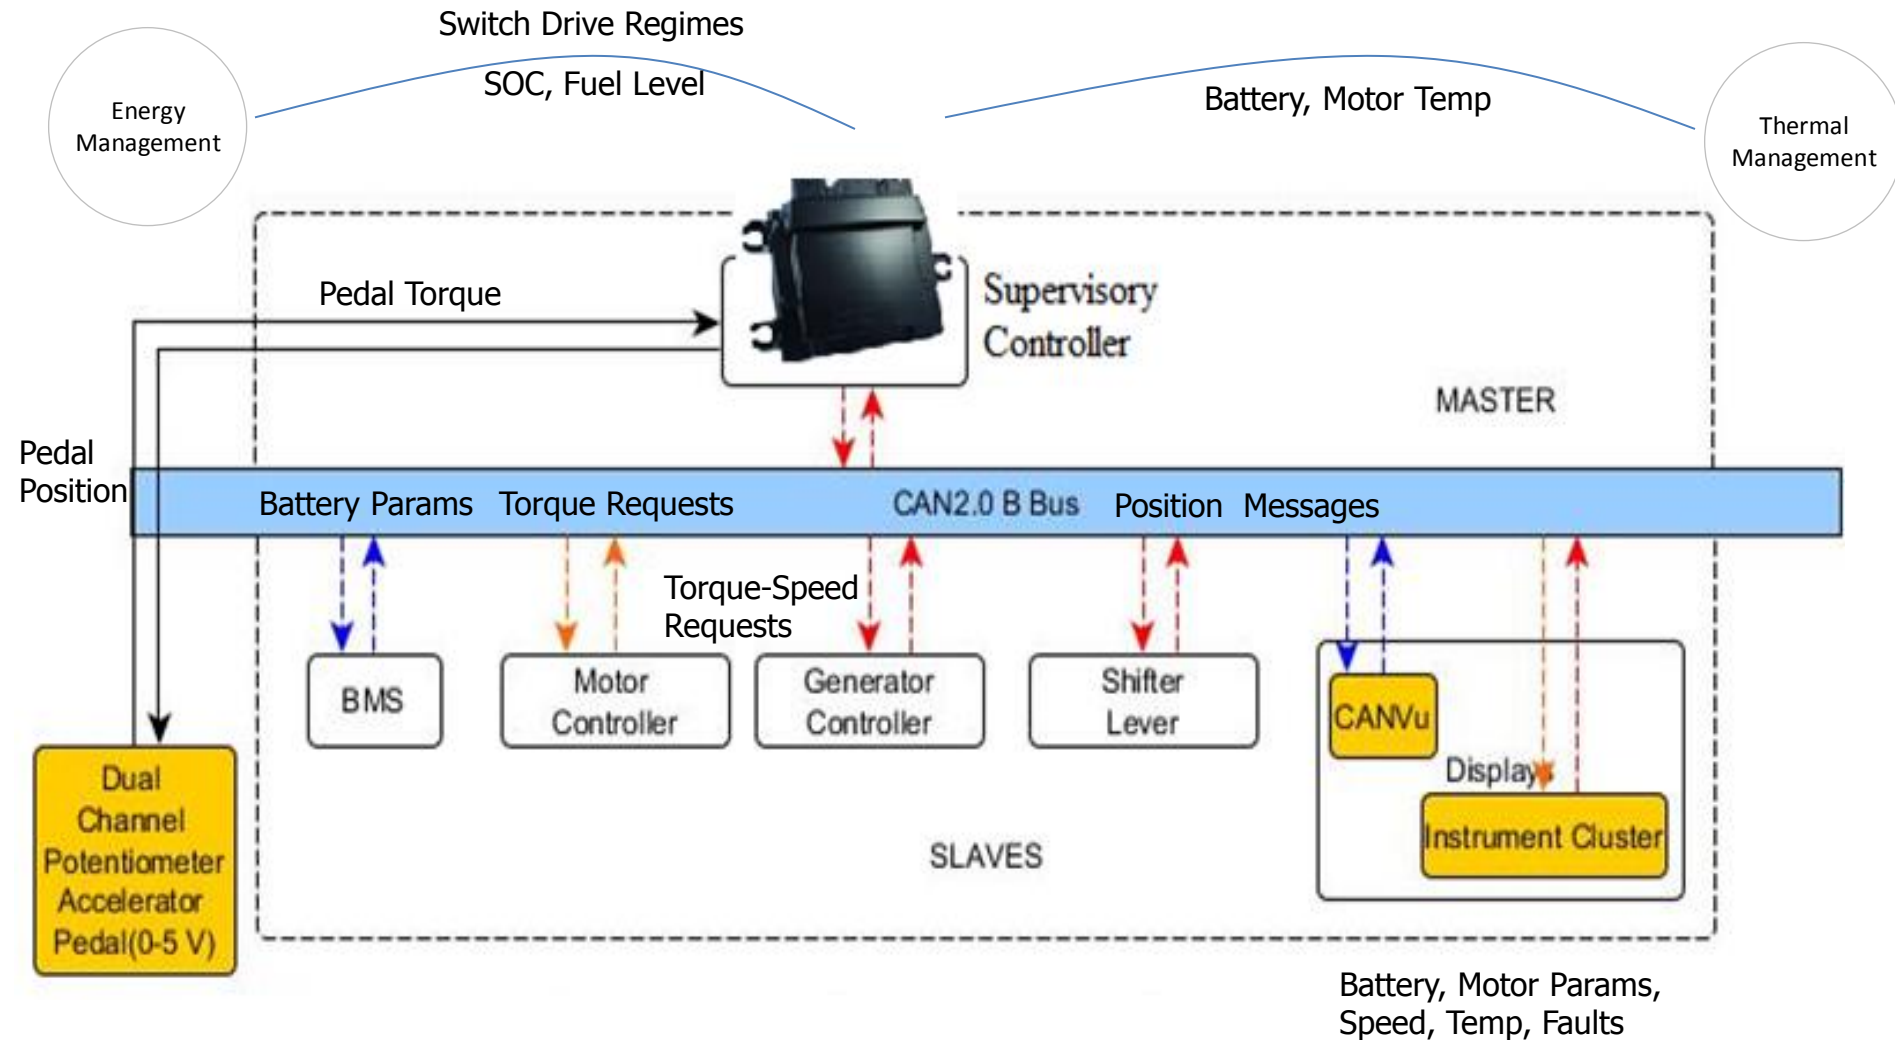 Switch Drive Regimes
SOC, Fuel Level
Battery, Motor Temp
Energy
Management
Thermal
Management
Pedal Torque
Supervisory
Controller
MASTER
Pedal
Position
Battery Params
Torque Requests
CAN2.0 B Bus
Position Messages
Torque-Speed
Requests
BMS
Motor
Controller
Generator
Controller
Shifter
Lever
CANVu
Displays
Instrument Cluster
SLAVES
Dual
Channel
Potentiometer
Accelerator
Pedal(0-5 V)
Battery, Motor Params,
Speed, Temp, Faults